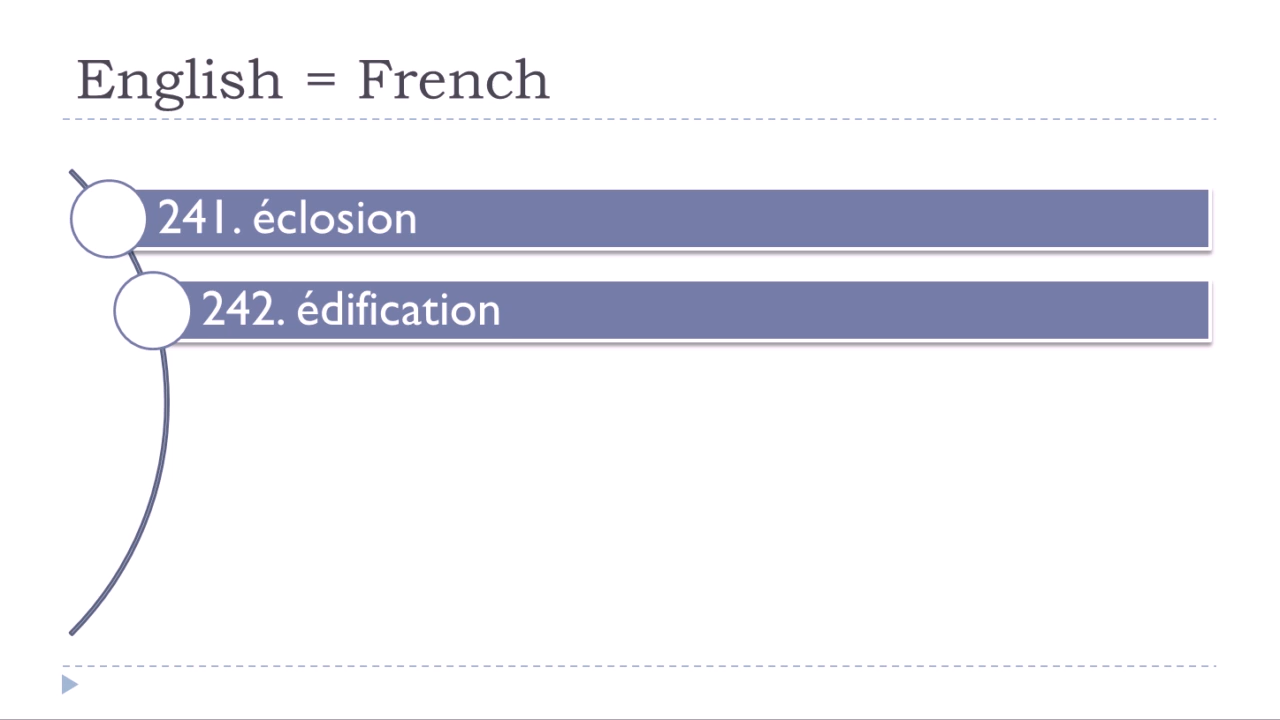 English = French
241. éclosion
242. édification